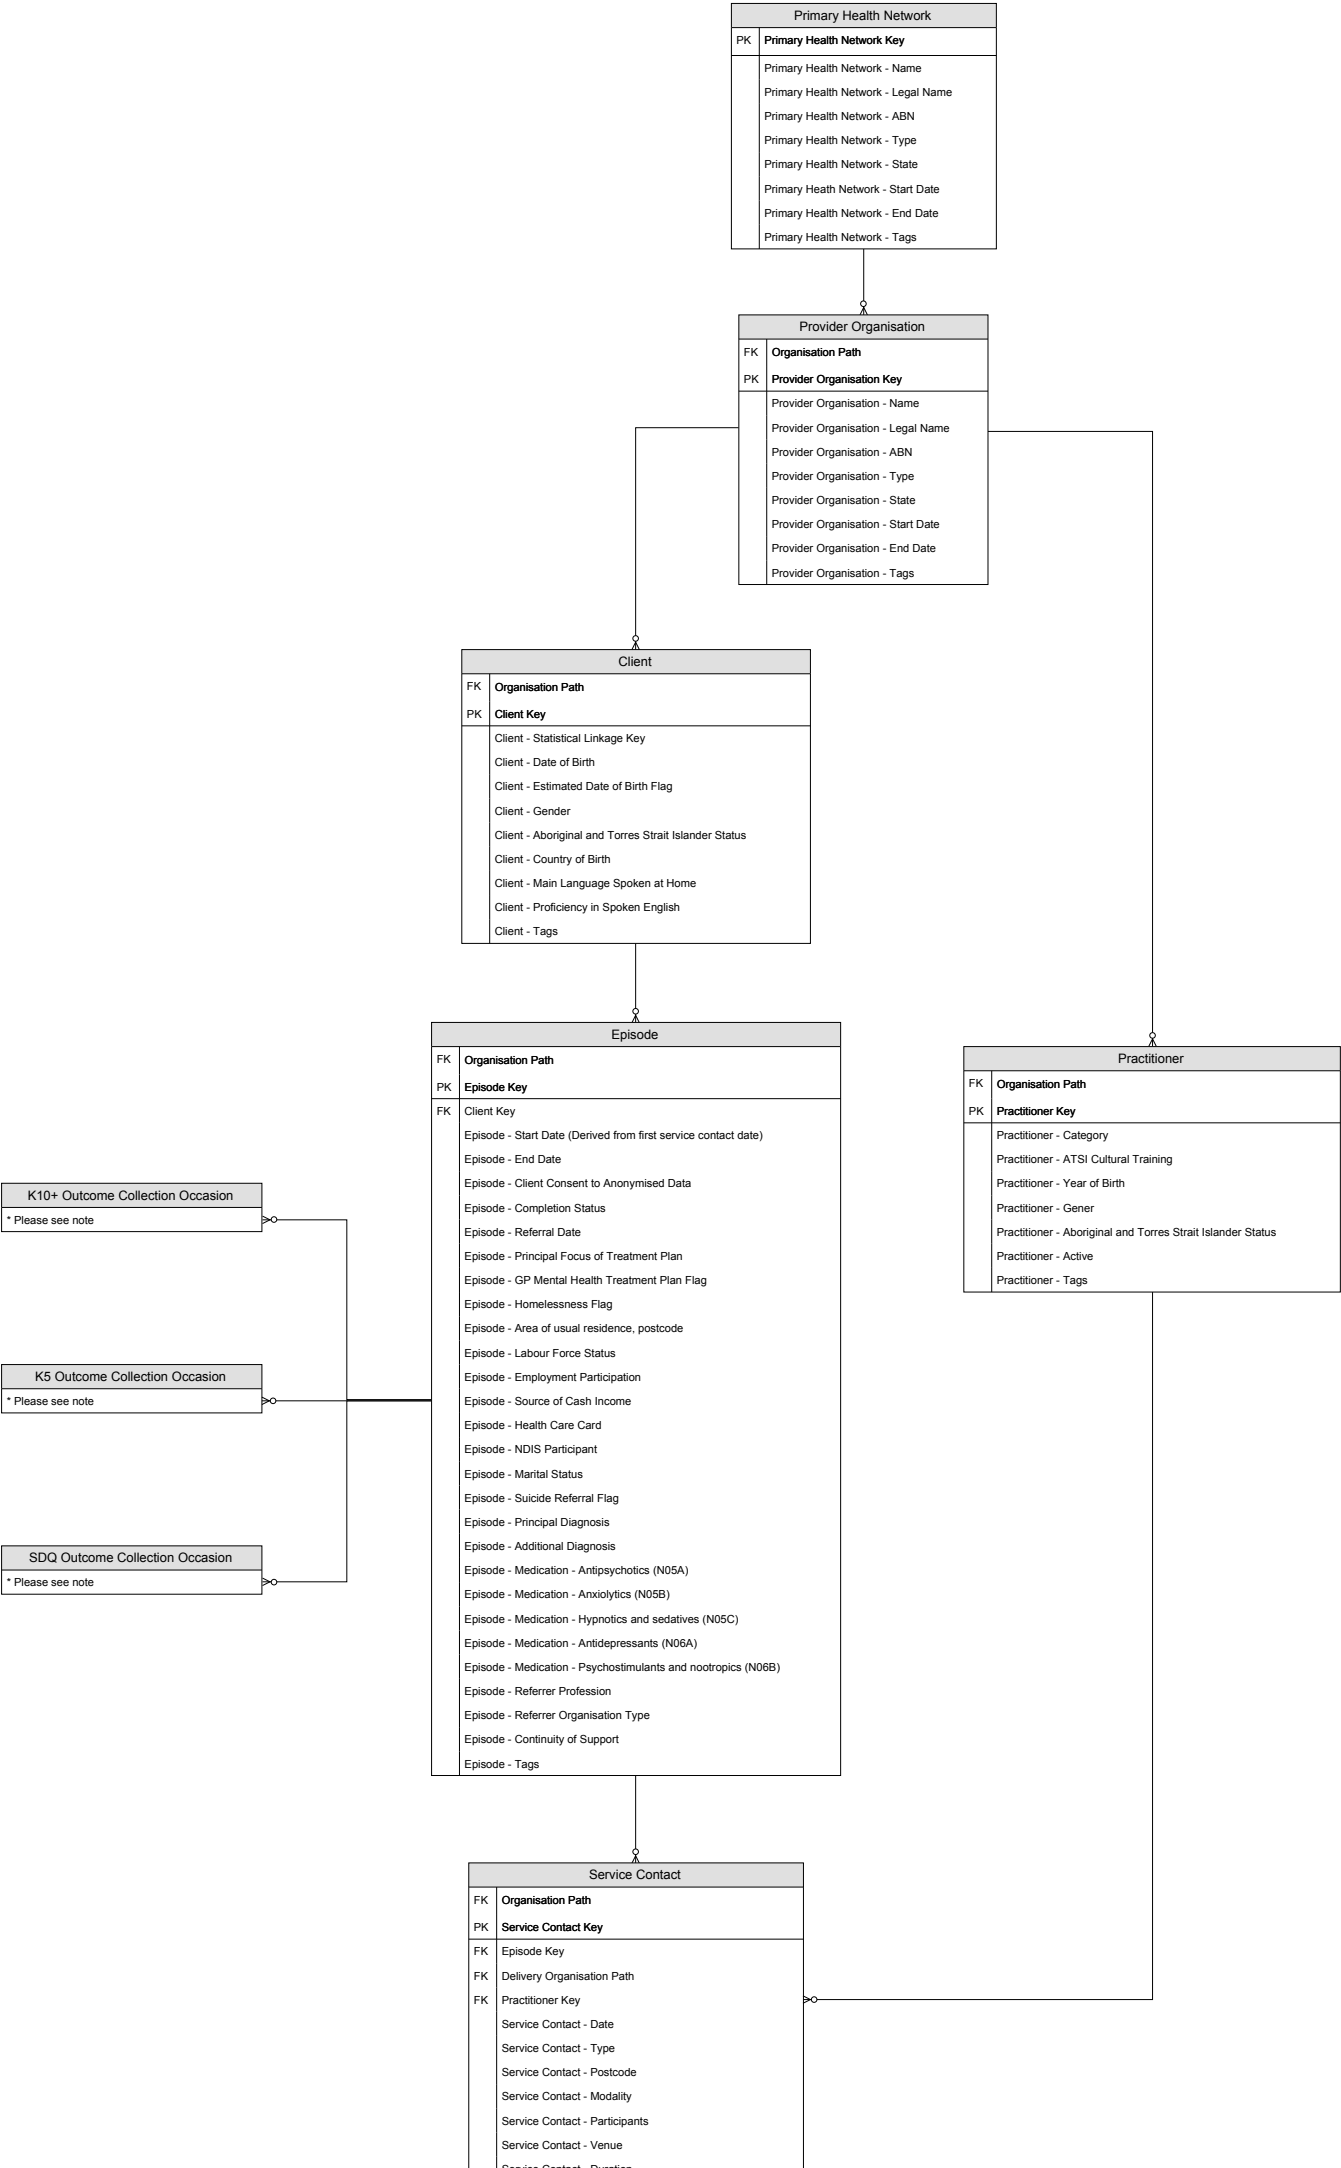 Primary Health Network
PK Primary Health Network Key
Primary Health Network - Name
Primary Health Network - Legal Name
Primary Health Network - ABN
Primary Health Network - Type
Primary Health Network - State
Primary Heath Network - Start Date
Primary Health Network - End Date
Primary Health Network - Tags
Provider Organisation
FK Organisation Path
PK Provider Organisation Key
Provider Organisation - Name
Provider Organisation - Legal Name
Provider Organisation - ABN
Provider Organisation - Type
Provider Organisation - State
Provider Organisation - Start Date
Provider Organisation - End Date
Provider Organisation - Tags
Client
FK Organisation Path
PK Client Key
Client - Statistical Linkage Key
Client - Date of Birth
Client - Estimated Date of Birth Flag
Client - Gender
Client - Aboriginal and Torres Strait Islander Status
Client - Country of Birth
Client - Main Language Spoken at Home
Client - Proficiency in Spoken English
Client - Tags
Episode
FK Organisation Path
PK Episode Key
FK Client Key
Episode - Start Date (Derived from first service contact date)
Episode - End Date
Episode - Client Consent to Anonymised Data
Episode - Completion Status
Episode - Referral Date
Episode - Principal Focus of Treatment Plan
Episode - GP Mental Health Treatment Plan Flag
Episode - Homelessness Flag
Episode - Area of usual residence, postcode
Episode - Labour Force Status
Episode - Employment Participation
Episode - Source of Cash Income
Episode - Health Care Card
Episode - NDIS Participant
Episode - Marital Status
Episode - Suicide Referral Flag
Episode - Principal Diagnosis
Episode - Additional Diagnosis
Episode - Medication - Antipsychotics (N05A)
Episode - Medication - Anxiolytics (N05B)
Episode - Medication - Hypnotics and sedatives (N05C)
Episode - Medication - Antidepressants (N06A)
Episode - Medication - Psychostimulants and nootropics (N06B)
Episode - Referrer Profession
Episode - Referrer Organisation Type
Episode - Continuity of Support
Episode - Tags
Practitioner
FK Organisation Path
PK Practitioner Key
Practitioner - Category
Practitioner - ATSI Cultural Training
Practitioner - Year of Birth
Practitioner - Gener
Practitioner - Aboriginal and Torres Strait Islander Status
Practitioner - Active
Practitioner - Tags
K10+ Outcome Collection Occasion
* Please see note
K5 Outcome Collection Occasion
* Please see note
SDQ Outcome Collection Occasion
* Please see note
Service Contact
FK Organisation Path
PK Service Contact Key
FK Episode Key
FK Delivery Organisation Path
FK Practitioner Key
Service Contact - Date
Service Contact - Type
Service Contact - Postcode
Service Contact - Modality
Service Contact - Participants
Service Contact - Venue